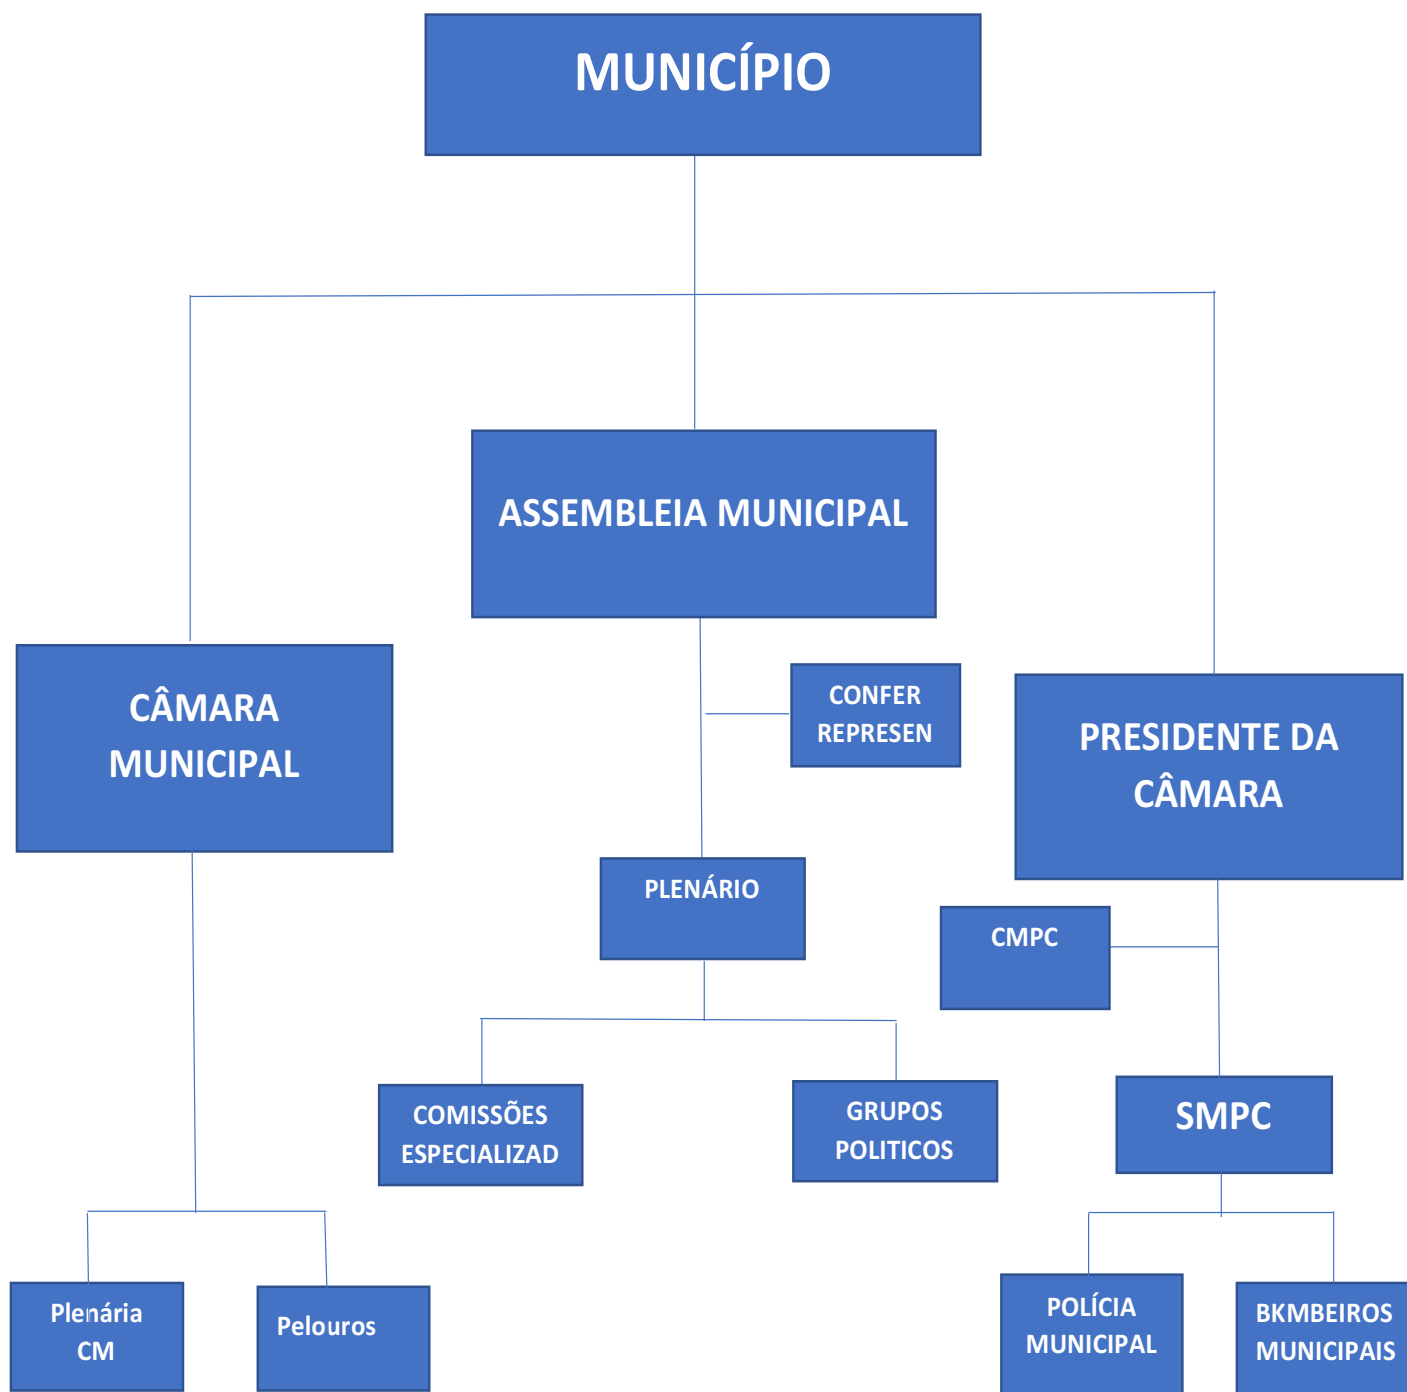 MUNICÍPIO
ASSEMBLEIA MUNICIPAL
CÂMARA
MUNICIPAL
CONFER
REPRESEN
PRESIDENTE DA
CÂMARA
PLENÁRIO
CMPC
COMISSÕES
ESPECIALIZAD
GRUPOS
POLITICOS
SMPC
Plenária
CM
Pelouros
POLÍCIA
MUNICIPAL
BKMBEIROS
MUNICIPAIS